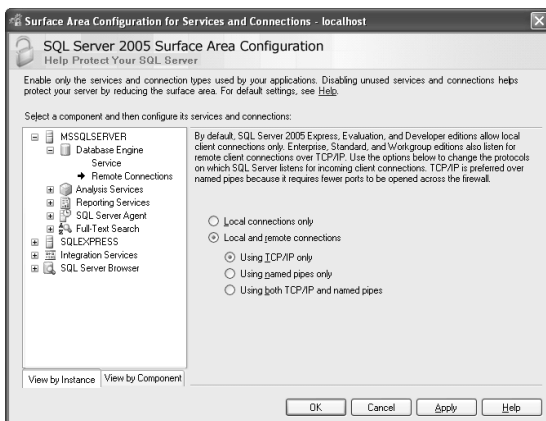 Surface Area Configuration for Services and Connections - localhost
SQL Server 2005 Surface Area Configuration
Help Protect Your SQL Server
Enable only the services and connection types used by your applications. Disabling unused services and connections helps
protect your server by reducing the surface area. For default settings, see Help.
Select a component and then configure its services and connections:
MSSQLSERVER
Database Engine
Service
Remote Connections
Analysis Services
Reporting Services
SQL Server Agent
Full-Text Search
SQLEXPRESS
Integration Services
SQL Server Browser
View by Instance View by Component
By default, SQL Server 2005 Express, Evaluation, and Developer editions allow local
client connections only. Enterprise, Standard, and Workgroup editions also listen for
remote client connections over TCP/IP. Use the options below to change the protocols
on which SQL Server listens for incoming client connections. TCP/IP is preferred over
named pipes because it requires fewer ports to be opened across the firewall.
Local connections only
Local and remote connections
Using TCP/IP only
Using named pipes only
Using both TCP/IP and named pipes
OK Cancel Apply Help